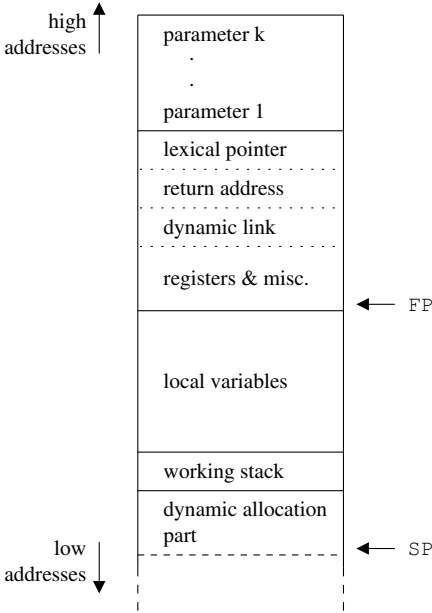 high
addresses
parameter k
.
.
parameter 1
lexical pointer
return address
dynamic link
registers & misc.
FP
local variables
working stack
dynamic allocation
part
SP
low
addresses